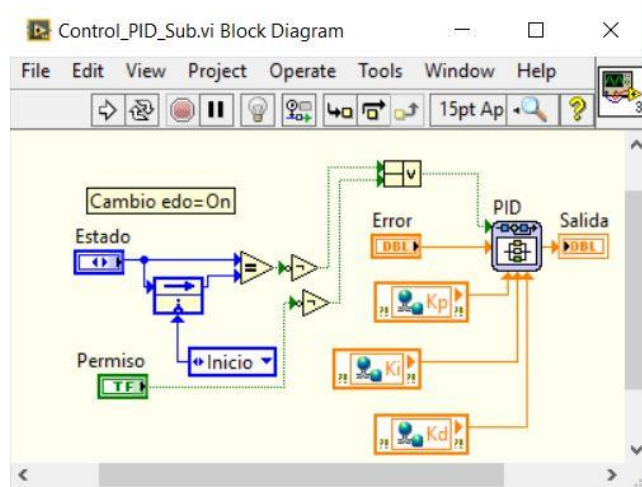 Control_PID_Sub.vi Block Diagram
File Edit View Project Operate Tools Window Help
15pt Ap
?
3
Cambio edo=On
V
PID
Error
Salida
Estado
DBL
DBL
=
Kp
Permiso
Inicio
Ki
TF
Kd